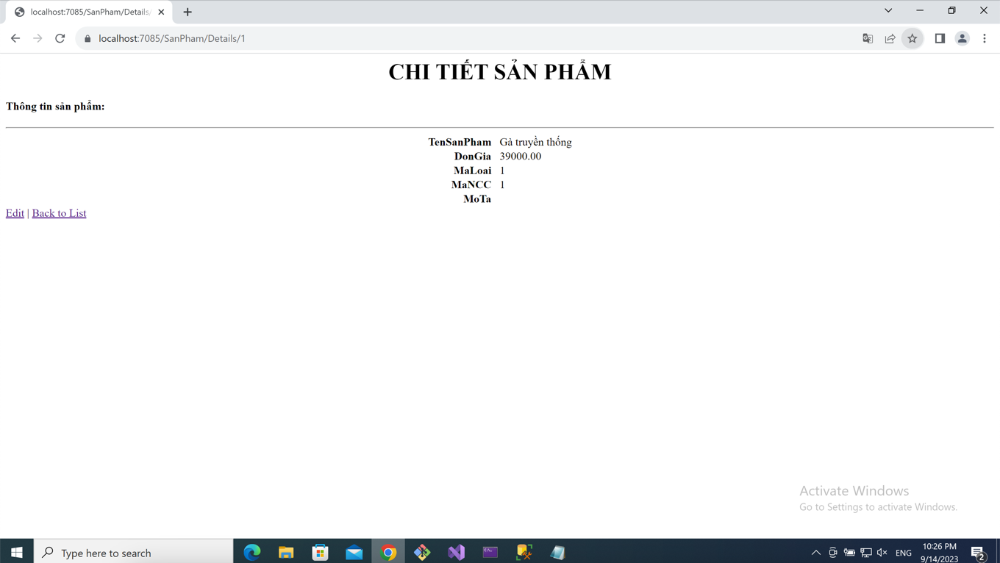 localhost:7085/SanPham/Details/
localhost:7085/SanPham/Details/1
CHI TIẾT SẢN PHẨM
Thông tin sản phẩm:
TenSanPham Gà truyền thống
DonGia 39000.00
MaLoai 1
MaNCC 1
MoTa
Edit | Back to List
Activate Windows
Go to Settings to activate Windows.
Type here to search
ENG
10:26 PM
9/14/2023
2